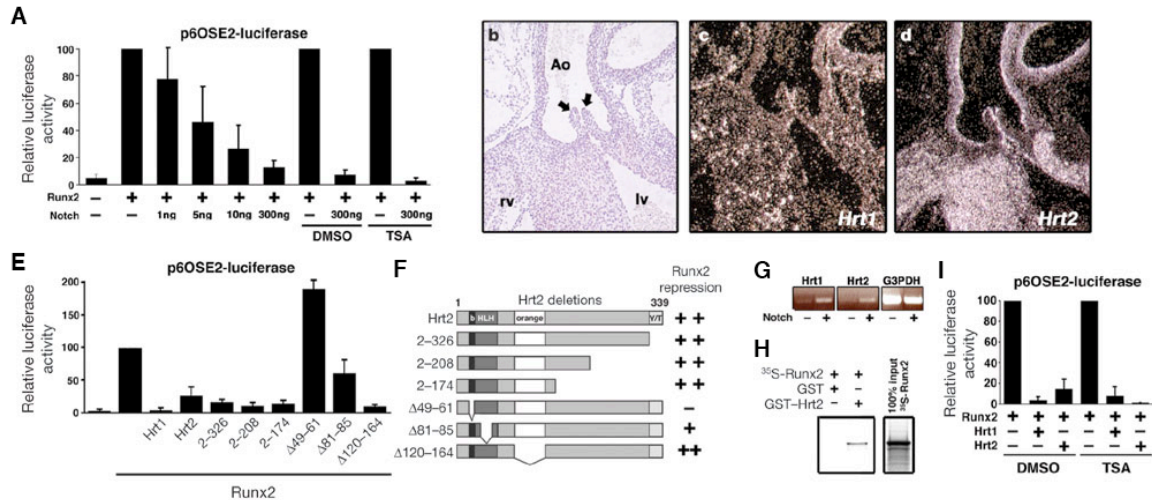 A
p6OSE2-luciferase
Relative luciferase
activity
100
80
60
40
20
0
Runx2 – + + + + + + + + +
Notch – – 1ng 5ng 10ng 300ng – 300ng – 300ng
DMSO TSA
b
Ao
rv
lv
c
Hrt1
d
Hrt2
E
p6OSE2-luciferase
Relative luciferase
activity
200
150
100
50
0
Hrt1
Hrt2
2–326
2–208
2–174
Δ49–61
Δ81–85
Δ120–164
Runx2
F
Runx2
repression
1 Hrt2 deletions 339
Hrt2 b HLH orange Y/T + +
2–326 + +
2–208 + +
2–174 + +
Δ49–61 –
Δ81–85 +
Δ120–164 ++
G
Hrt1 Hrt2 G3PDH
Notch – + – + – +
H
³⁵S-Runx2 + +
GST + –
GST–Hrt2 – +
100% input
³⁵S-Runx2
I
p6OSE2-luciferase
Relative luciferase
activity
100
80
60
40
20
0
Runx2 + + + + + +
Hrt1 – + – – + –
Hrt2 – – + – – +
DMSO TSA